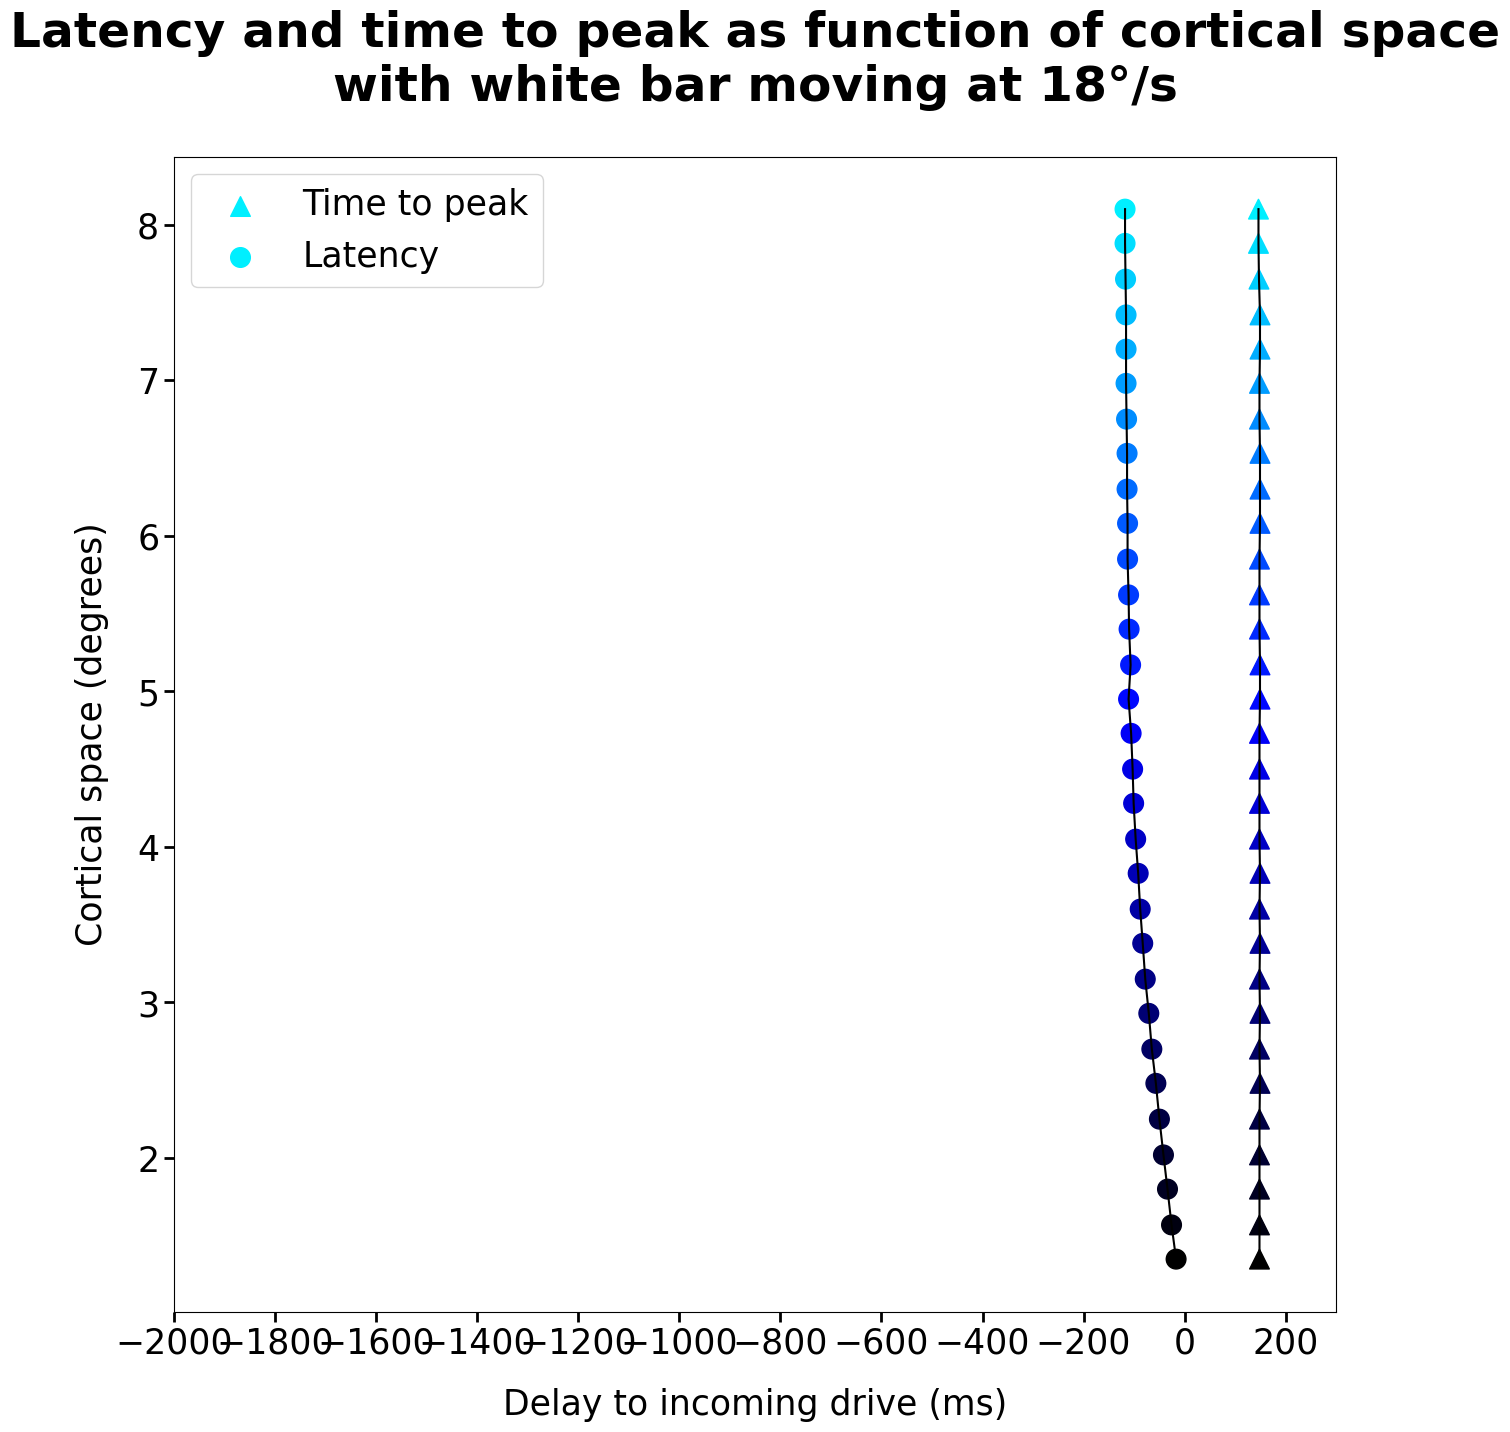 Latency and time to peak as function of cortical space
with white bar moving at 18°/s
Time to peak
Latency
8
7
6
5
4
3
2
Cortical space (degrees)
−2000 −1800 −1600 −1400 −1200 −1000 −800 −600 −400 −200 0 200
Delay to incoming drive (ms)